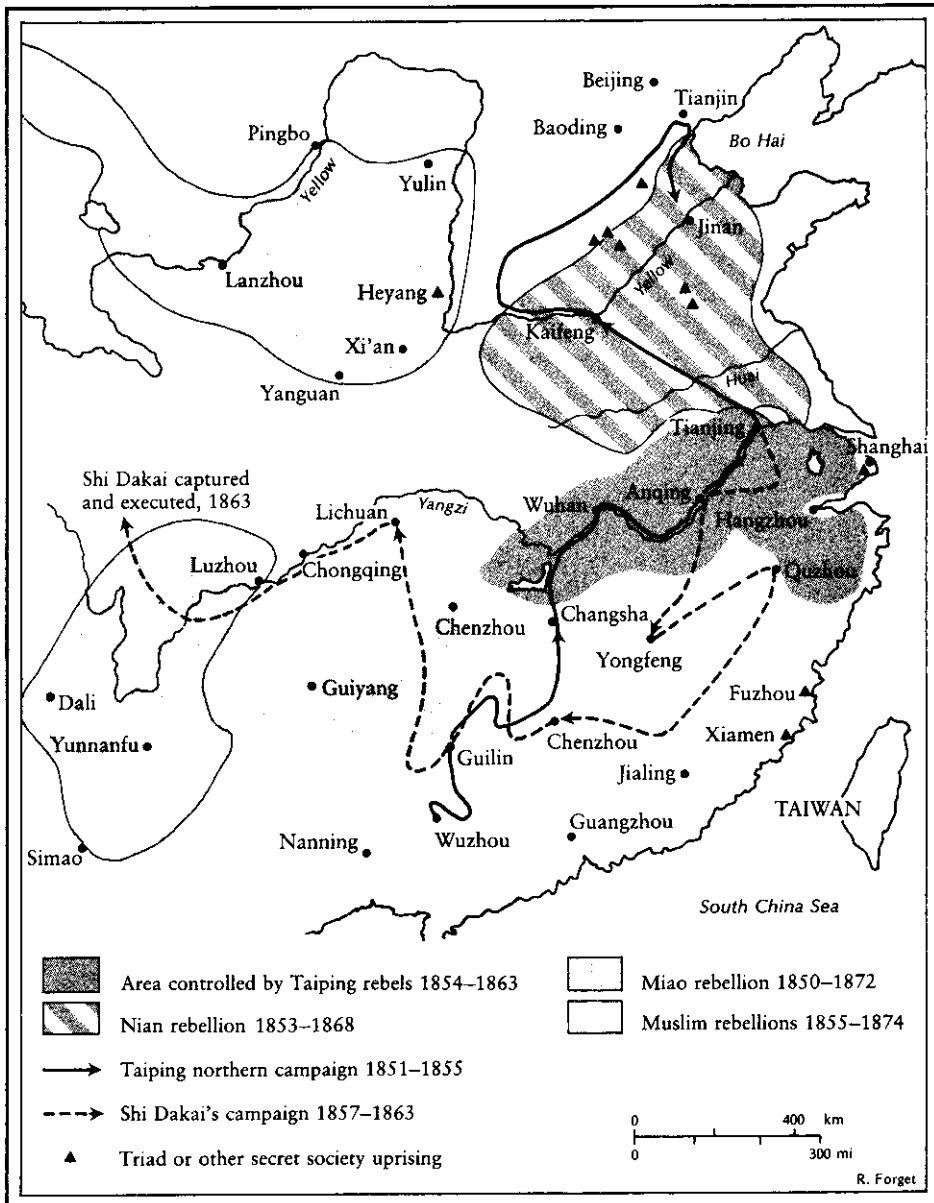 Beijing
Tianjin
Baoding
Bo Hai
Pingbo
Yellow
Yulin
Jinan
Lanzhou
Yellow
Heyang
Kaifeng
Xi'an
Yanguan
Huai
Tianjing
Shanghai
Shi Dakai captured
and executed, 1863
Lichuan
Yangzi
Wuhan
Anqing
Hangzhou
Luzhou
Chongqing
Quzhou
Chenzhou
Changsha
Yongfeng
Dali
Guiyang
Fuzhou
Yunnanfu
Guilin
Chenzhou
Xiamen
Jialing
TAIWAN
Wuzhou
Guangzhou
Nanning
Simao
South China Sea
Area controlled by Taiping rebels 1854–1863
Miao rebellion 1850–1872
Nian rebellion 1853–1868
Muslim rebellions 1855–1874
Taiping northern campaign 1851–1855
Shi Dakai's campaign 1857–1863
0 400 km
Triad or other secret society uprising
0 300 mi
R. Forget